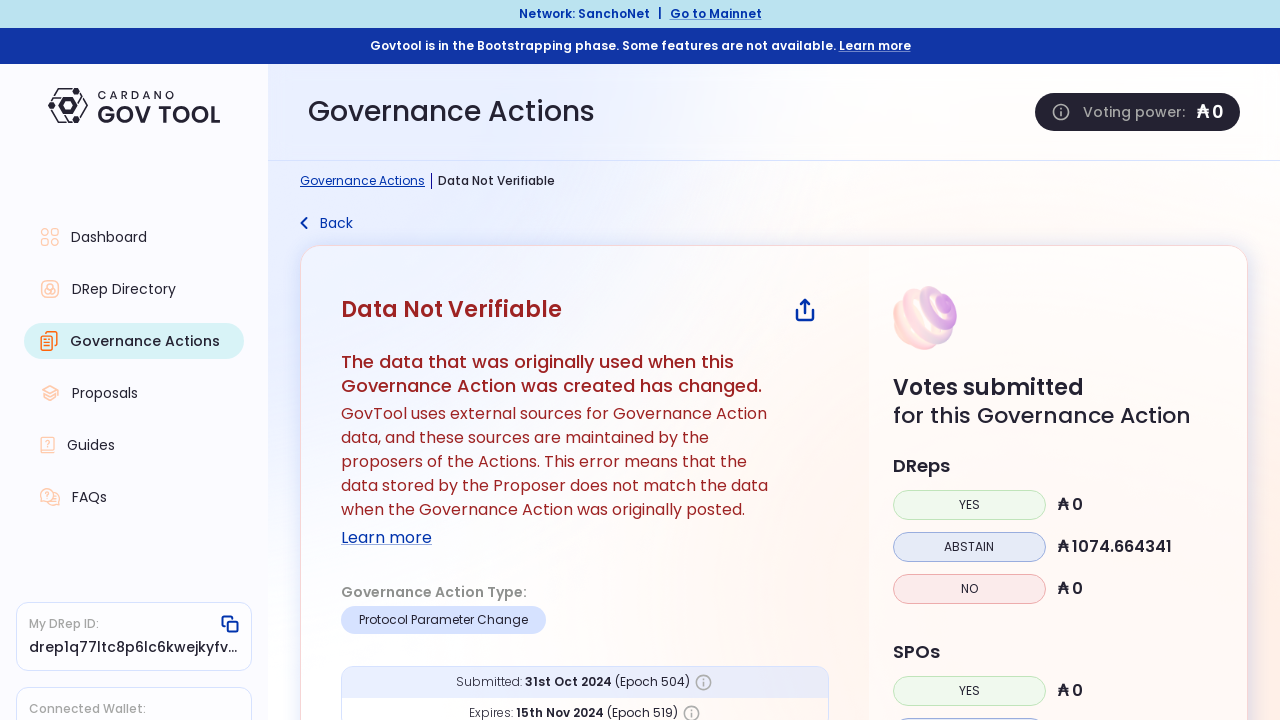 Network: SanchoNet | Go to Mainnet
Govtool is in the Bootstrapping phase. Some features are not available. Learn more
CARDANO
GOV TOOL
Dashboard
DRep Directory
Governance Actions
Proposals
Guides
FAQs
My DRep ID:
drep1q77ltc8p6lc6kwejkyfv...
Connected Wallet:
Governance Actions
Voting power: ₳ 0
Governance Actions | Data Not Verifiable
Back
Data Not Verifiable
The data that was originally used when this
Governance Action was created has changed.
GovTool uses external sources for Governance Action
data, and these sources are maintained by the
proposers of the Actions. This error means that the
data stored by the Proposer does not match the data
when the Governance Action was originally posted.
Learn more
Governance Action Type:
Protocol Parameter Change
Submitted: 31st Oct 2024 (Epoch 504)
Expires: 15th Nov 2024 (Epoch 519)
Votes submitted
for this Governance Action
DReps
YES ₳ 0
ABSTAIN ₳ 1074.664341
NO ₳ 0
SPOs
YES ₳ 0